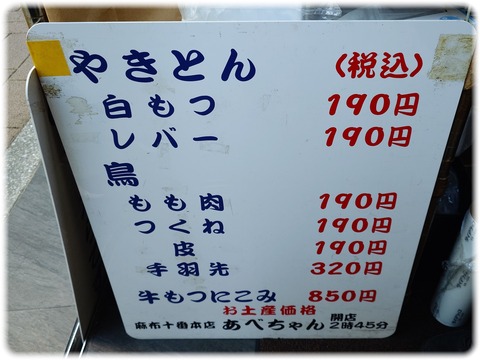 やきとん (税込)
白もつ 190円
レバー 190円
鳥
もも肉 190円
つくね 190円
皮 190円
手羽先 320円
牛もつにこみ 850円
お土産価格
麻布十番本店 あべちゃん 開店2時45分